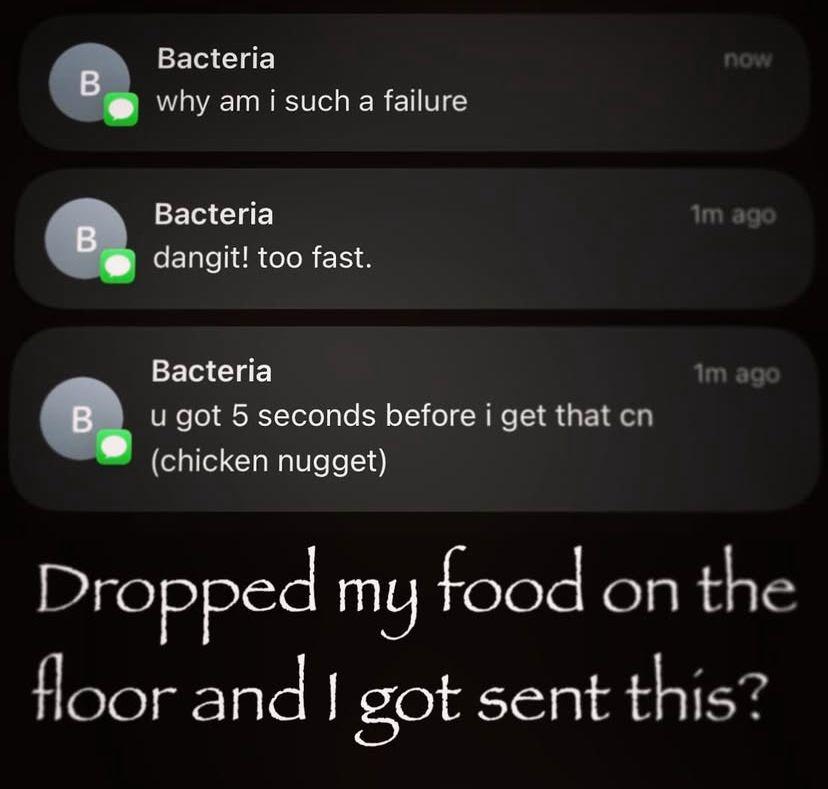 B
Bacteria
now
why am i such a failure
B
Bacteria
1m ago
dangit! too fast.
B
Bacteria
1m ago
u got 5 seconds before i get that cn
(chicken nugget)
Dropped my food on the
floor and I got sent this?